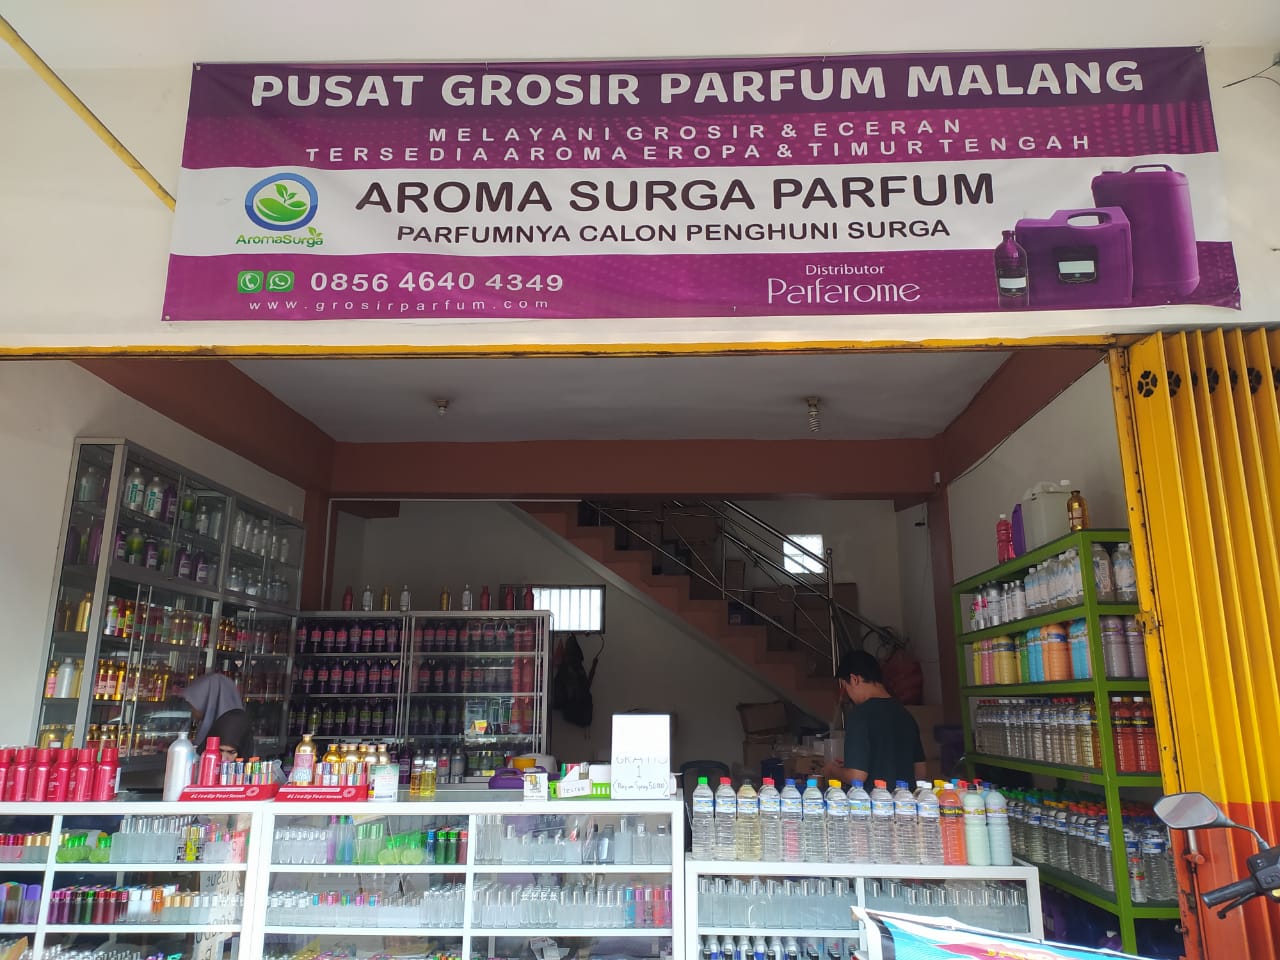 PUSAT GROSIR PARFUM MALANG
MELAYANI GROSIR & ECERAN
TERSEDIA AROMA EROPA & TIMUR TENGAH
AROMA SURGA PARFUM
PARFUMNYA CALON PENGHUNI SURGA
AromaSurga
0856 4640 4349
www.grosirparfum.com
Distributor
Parfarome
GRATIS
1
TESTER